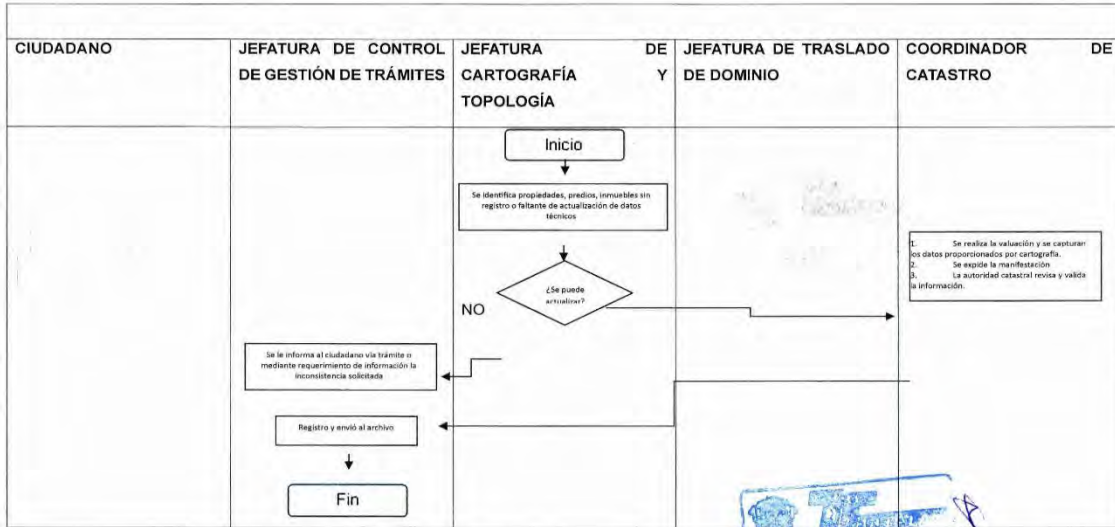 CIUDADANO
JEFATURA DE CONTROL
DE GESTIÓN DE TRÁMITES
JEFATURA DE
CARTOGRAFÍA Y
TOPOLOGÍA
JEFATURA DE TRASLADO
DE DOMINIO
COORDINADOR DE
CATASTRO
Inicio
Se identifica propiedades, predios, inmuebles sin
registro o faltante de actualización de datos
técnicos
1. Se realiza la valuación y se capturan
los datos proporcionados por cartografía.
2. Se expide la manifestación
3. La autoridad catastral revisa y valida
la información.
¿Se puede
actualizar?
NO
Se le informa al ciudadano vía trámite o
mediante requerimiento de información la
inconsistencia solicitada
Registro y envió al archivo
Fin